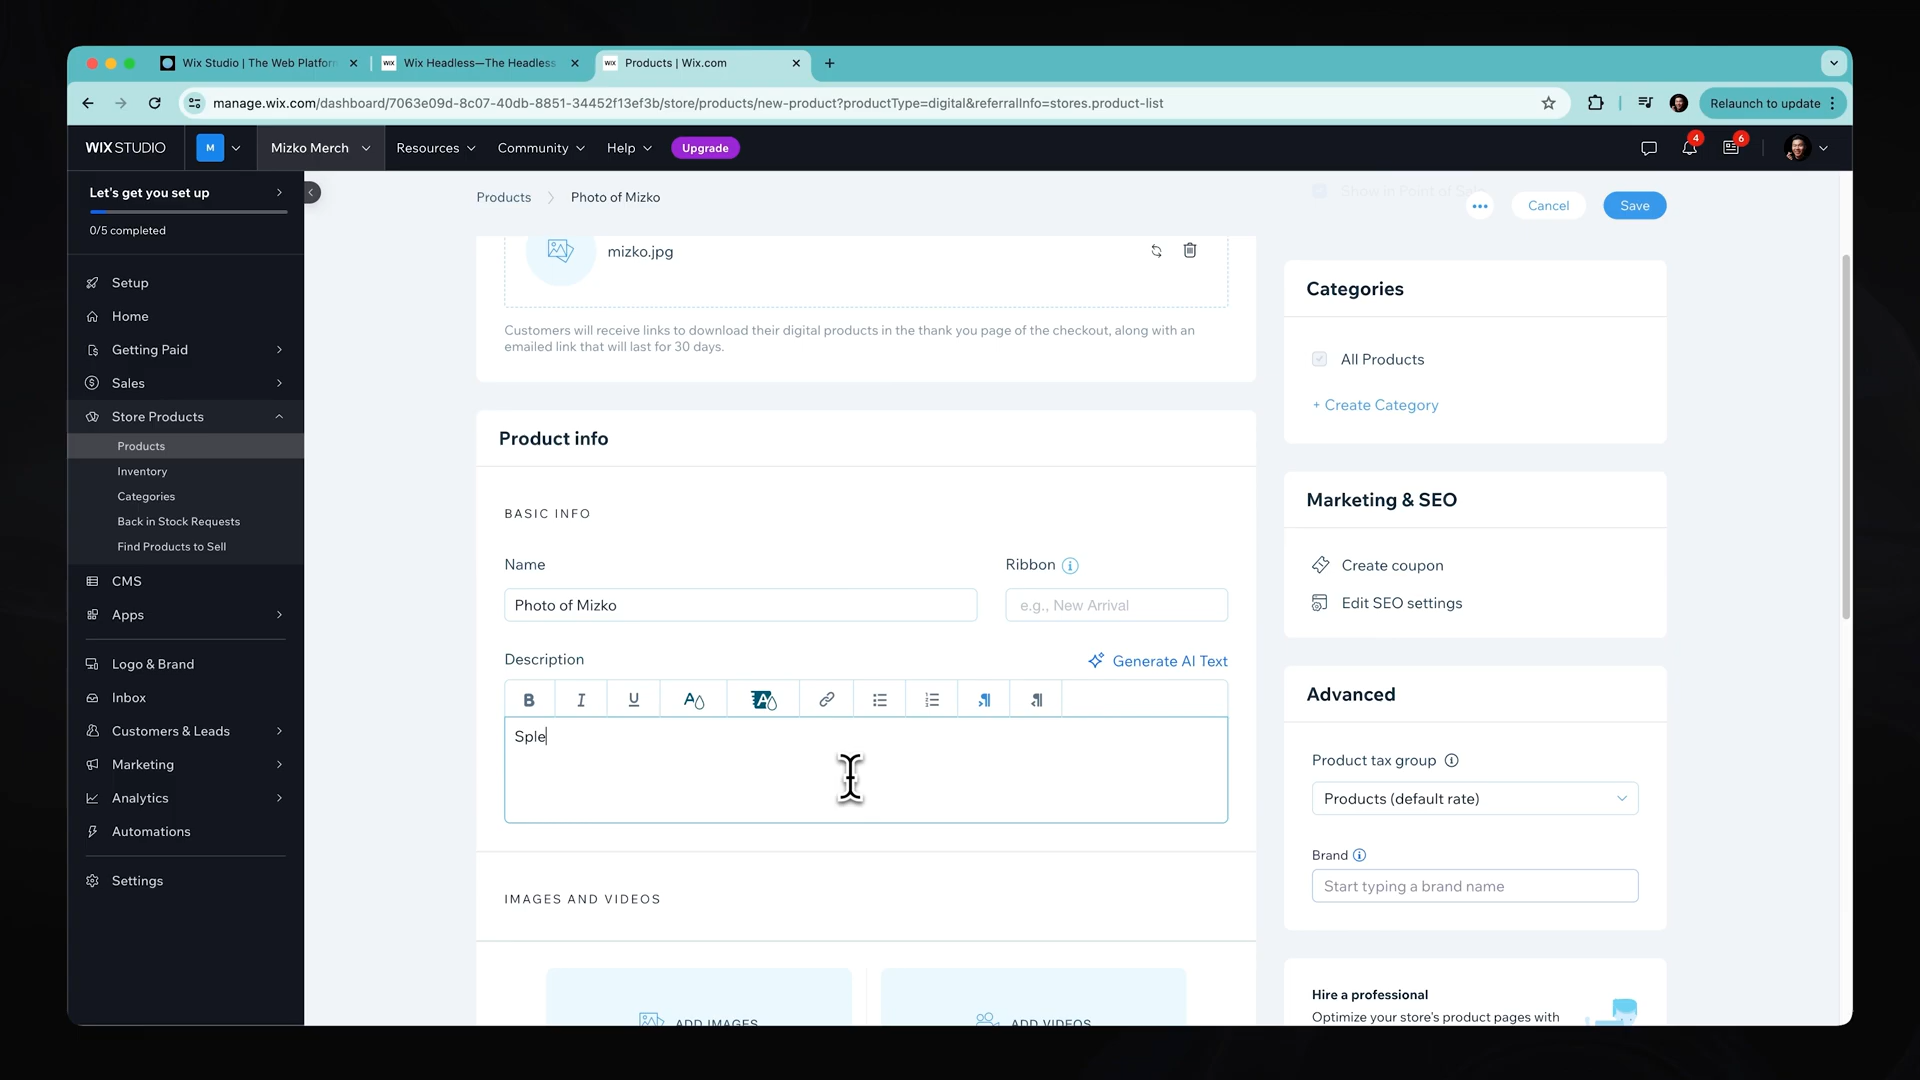 Wix Studio | The Web Platform
Wix Headless—The Headless
Products | Wix.com
manage.wix.com/dashboard/7063e09d-8c07-40db-8851-34452f13ef3b/store/products/new-product?productType=digital&referralInfo=stores.product-list
Relaunch to update
WIX STUDIO
M
Mizko Merch
Resources
Community
Help
Upgrade
4
6
Let's get you set up
0/5 completed
Setup
Home
Getting Paid
Sales
Store Products
Products
Inventory
Categories
Back in Stock Requests
Find Products to Sell
CMS
Apps
Logo & Brand
Inbox
Customers & Leads
Marketing
Analytics
Automations
Settings
Products
Photo of Mizko
Show in Point of Sale
Cancel
Save
mizko.jpg
Customers will receive links to download their digital products in the thank you page of the checkout, along with an
emailed link that will last for 30 days.
Product info
BASIC INFO
Name
Ribbon
Photo of Mizko
e.g., New Arrival
Description
Generate AI Text
Sple
IMAGES AND VIDEOS
ADD IMAGES
ADD VIDEOS
Categories
All Products
+ Create Category
Marketing & SEO
Create coupon
Edit SEO settings
Advanced
Product tax group
Products (default rate)
Brand
Start typing a brand name
Hire a professional
Optimize your store's product pages with